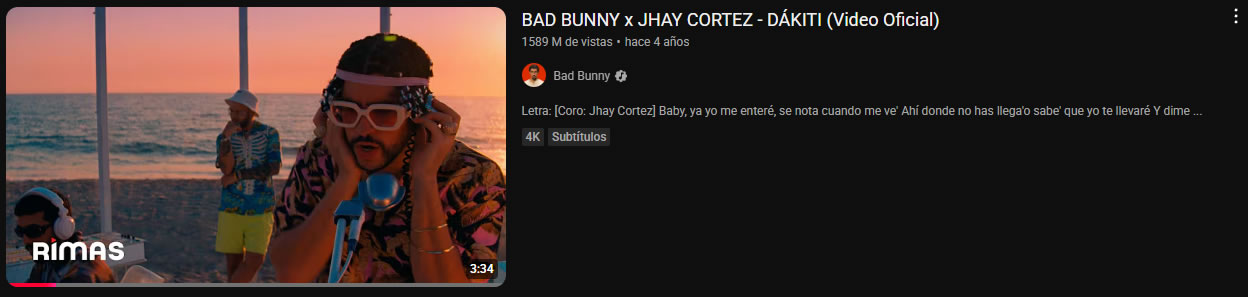 BAD BUNNY x JHAY CORTEZ - DÁKITI (Video Oficial)
1589 M de vistas • hace 4 años
Bad Bunny
Letra: [Coro: Jhay Cortez] Baby, ya yo me enteré, se nota cuando me ve' Ahí donde no has llega'o sabe' que yo te llevaré Y dime ...
4K Subtítulos
RIMAS
3:34